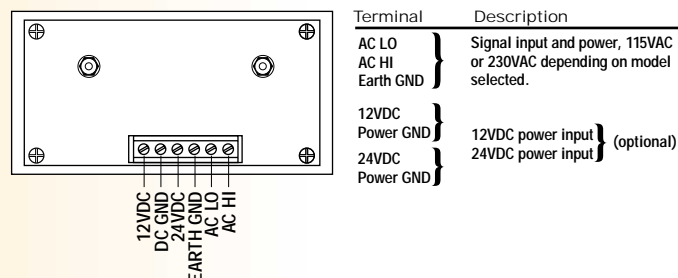 Terminal Description
AC LO
AC HI
Earth GND
Signal input and power, 115VAC
or 230VAC depending on model
selected.
12VDC
Power GND
24VDC
Power GND
12VDC power input
24VDC power input
(optional)
12VDC
DC GND
24VDC
EARTH GND
AC LO
AC HI